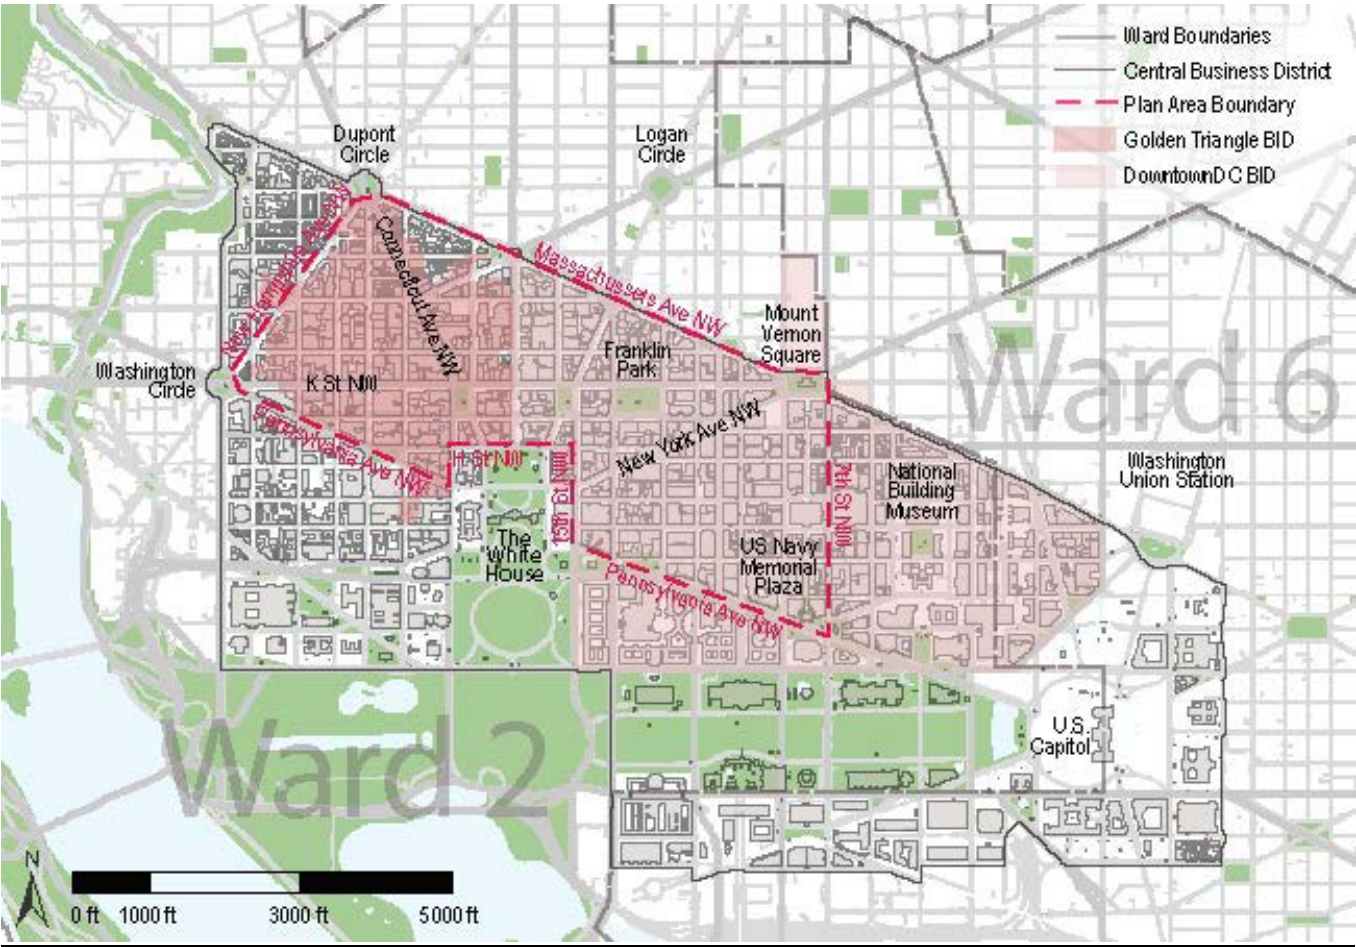 Ward Boundaries
Central Business District
Plan Area Boundary
Golden Triangle BID
DowntownDC BID
Dupont
Circle
Logan
Circle
Massachussets Ave NW
Connecticut Ave NW
Mount
Vernon
Square
Franklin
Park
Washington
Circle
K St NW
Ward 6
New York Ave NW
Pennsylvania Ave NW
H St NW
15th St NW
7th St NW
National
Building
Museum
Washington
Union Station
The
White
House
US Navy
Memorial
Plaza
Pennsylvania Ave NW
U.S.
Capitol
Ward 2
N
0 ft 1000 ft 3000 ft 5000 ft